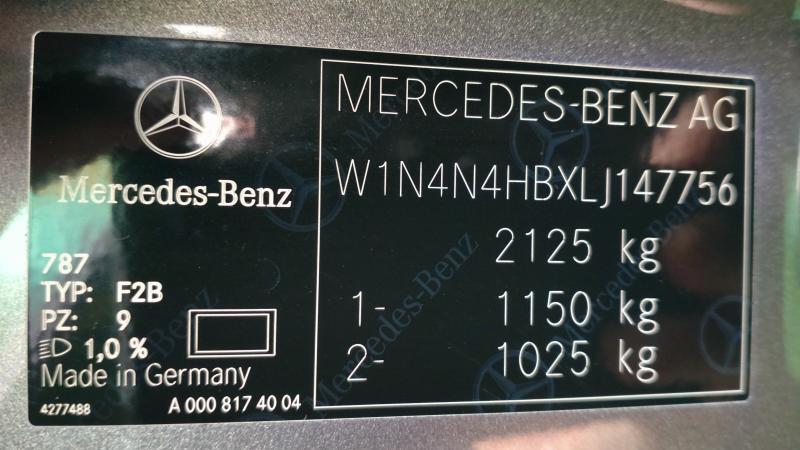 Mercedes-Benz
787
TYP: F2B
PZ: 9
1,0 %
Made in Germany
4277488 A 000 817 40 04
MERCEDES-BENZ AG
W1N4N4HBXLJ147756
2125 kg
1- 1150 kg
2- 1025 kg